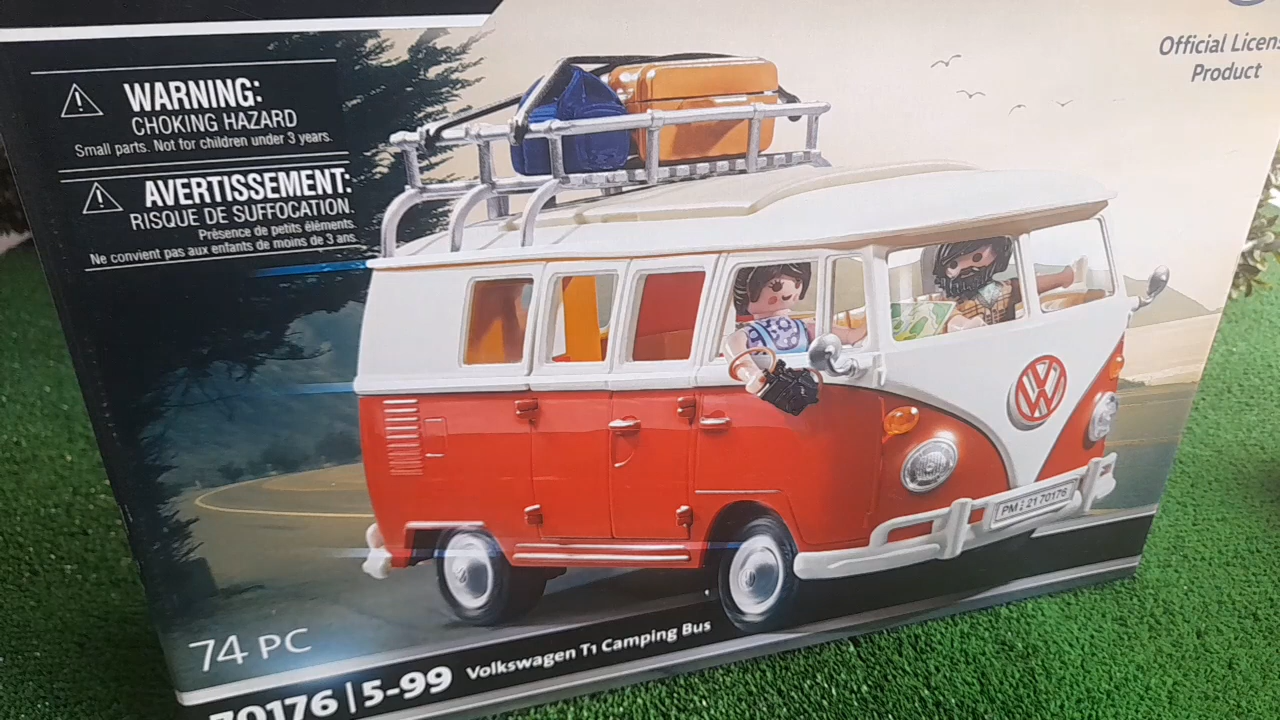 Official Licens
Product
WARNING:
CHOKING HAZARD
Small parts. Not for children under 3 years.
AVERTISSEMENT:
RISQUE DE SUFFOCATION.
Présence de petits éléments.
Ne convient pas aux enfants de moins de 3 ans.
VW
PM 21 70176
74 PC
70176 | 5-99 Volkswagen T1 Camping Bus